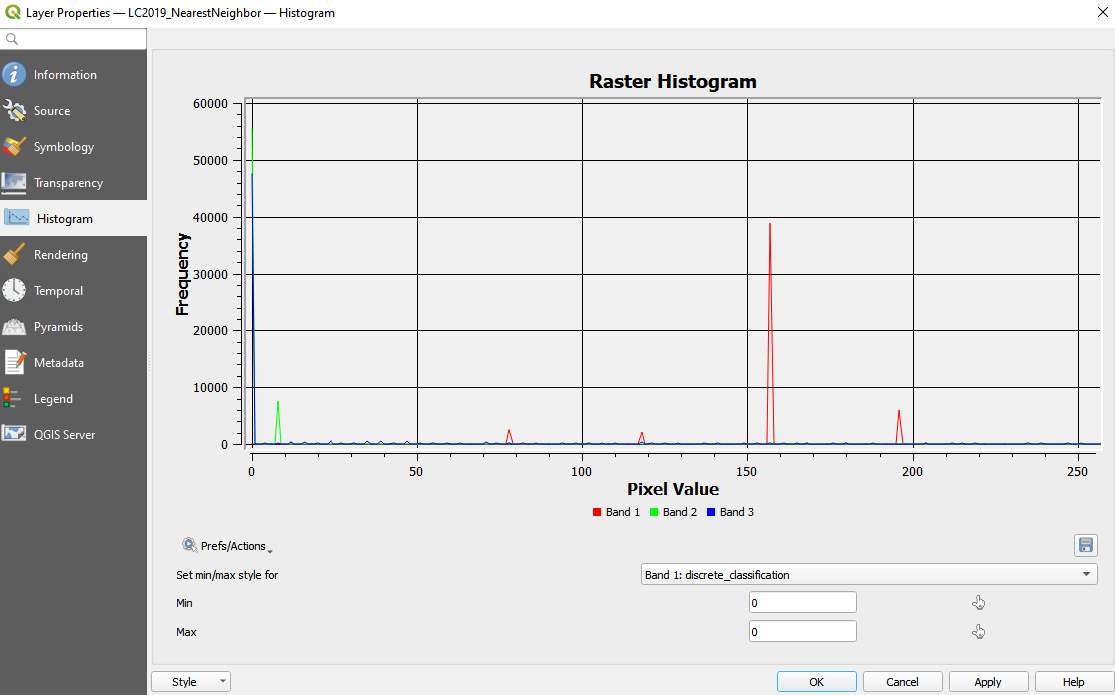 Layer Properties — LC2019_NearestNeighbor — Histogram
Information
Source
Symbology
Transparency
Histogram
Rendering
Temporal
Pyramids
Metadata
Legend
QGIS Server
Raster Histogram
Frequency
60000
50000
40000
30000
20000
10000
0
0 50 100 150 200 250
Pixel Value
Band 1 Band 2 Band 3
Prefs/Actions
Set min/max style for Band 1: discrete_classification
Min 0
Max 0
Style OK Cancel Apply Help